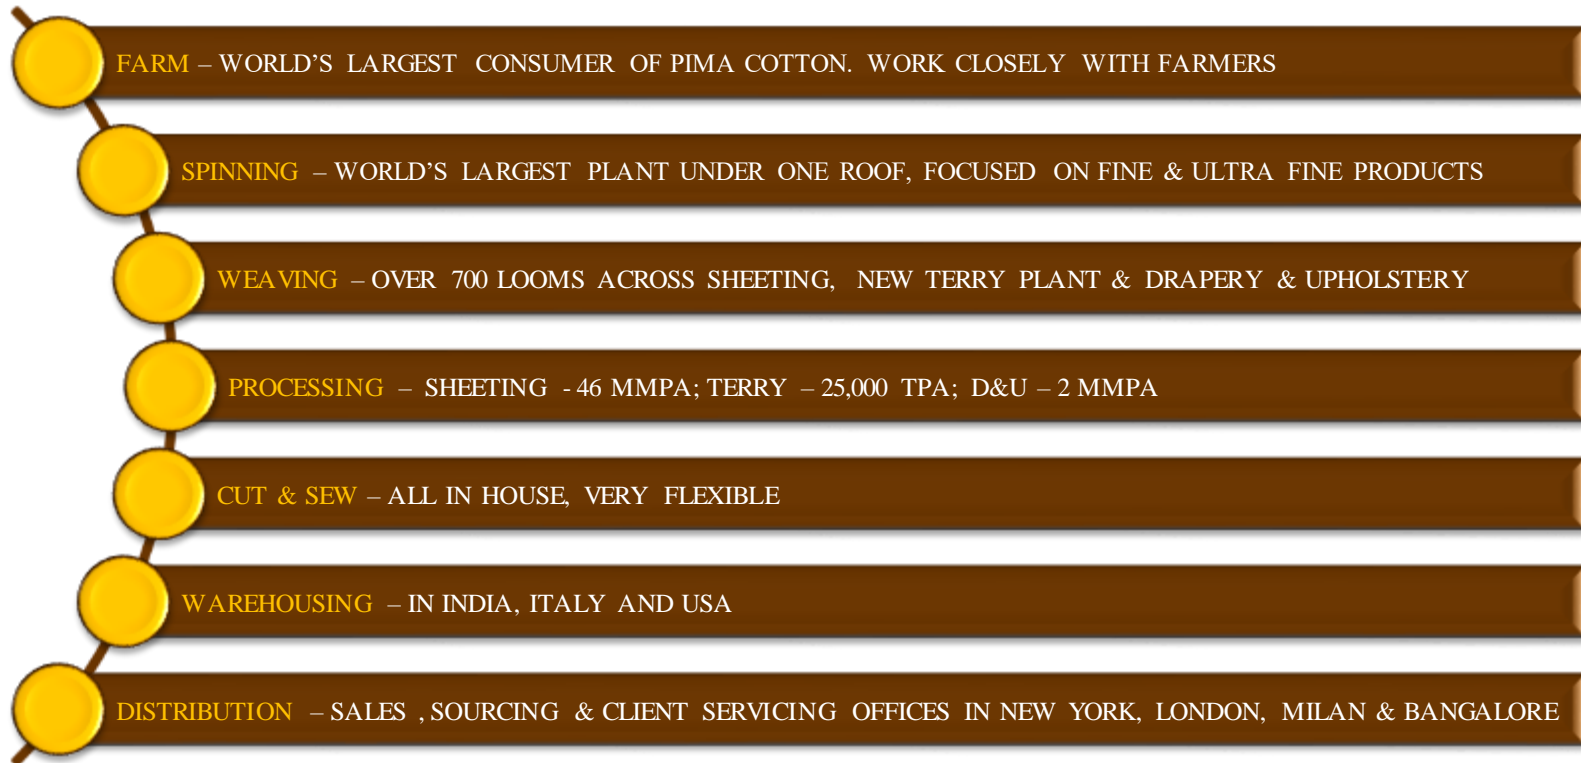 FARM – WORLD’S LARGEST CONSUMER OF PIMA COTTON. WORK CLOSELY WITH FARMERS
SPINNING – WORLD’S LARGEST PLANT UNDER ONE ROOF, FOCUSED ON FINE & ULTRA FINE PRODUCTS
WEAVING – OVER 700 LOOMS ACROSS SHEETING, NEW TERRY PLANT & DRAPERY & UPHOLSTERY
PROCESSING – SHEETING - 46 MMPA; TERRY – 25,000 TPA; D&U – 2 MMPA
CUT & SEW – ALL IN HOUSE, VERY FLEXIBLE
WAREHOUSING – IN INDIA, ITALY AND USA
DISTRIBUTION – SALES , SOURCING & CLIENT SERVICING OFFICES IN NEW YORK, LONDON, MILAN & BANGALORE